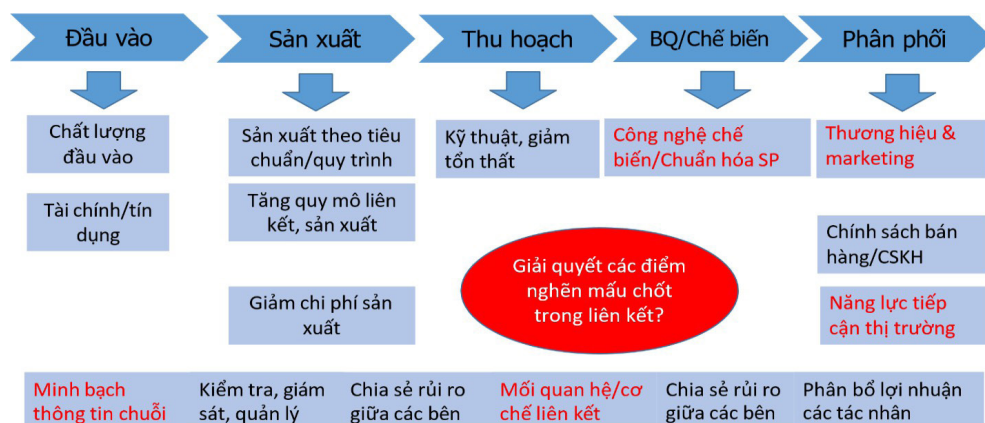 Đầu vào
Sản xuất
Thu hoạch
BQ/Chế biến
Phân phối
Chất lượng
đầu vào
Sản xuất theo tiêu
chuẩn/quy trình
Kỹ thuật, giảm
tổn thất
Công nghệ chế
biến/Chuẩn hóa SP
Thương hiệu &
marketing
Tài chính/tín
dụng
Tăng quy mô liên
kết, sản xuất
Chính sách bán
hàng/CSKH
Giải quyết các điểm
nghẽn mấu chốt
trong liên kết?
Giảm chi phí sản
xuất
Năng lực tiếp
cận thị trường
Minh bạch
thông tin chuỗi
Kiểm tra, giám
sát, quản lý
Chia sẻ rủi ro
giữa các bên
Mối quan hệ/cơ
chế liên kết
Chia sẻ rủi ro
giữa các bên
Phân bổ lợi nhuận
các tác nhân